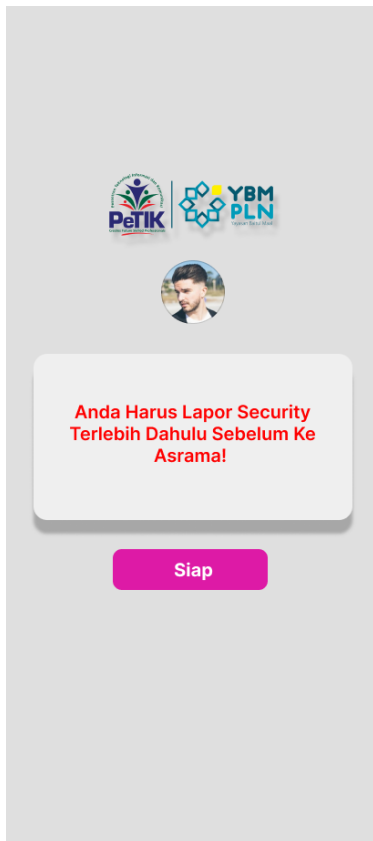 PeTIK
YBM
PLN
Anda Harus Lapor Security
Terlebih Dahulu Sebelum Ke
Asrama!
Siap